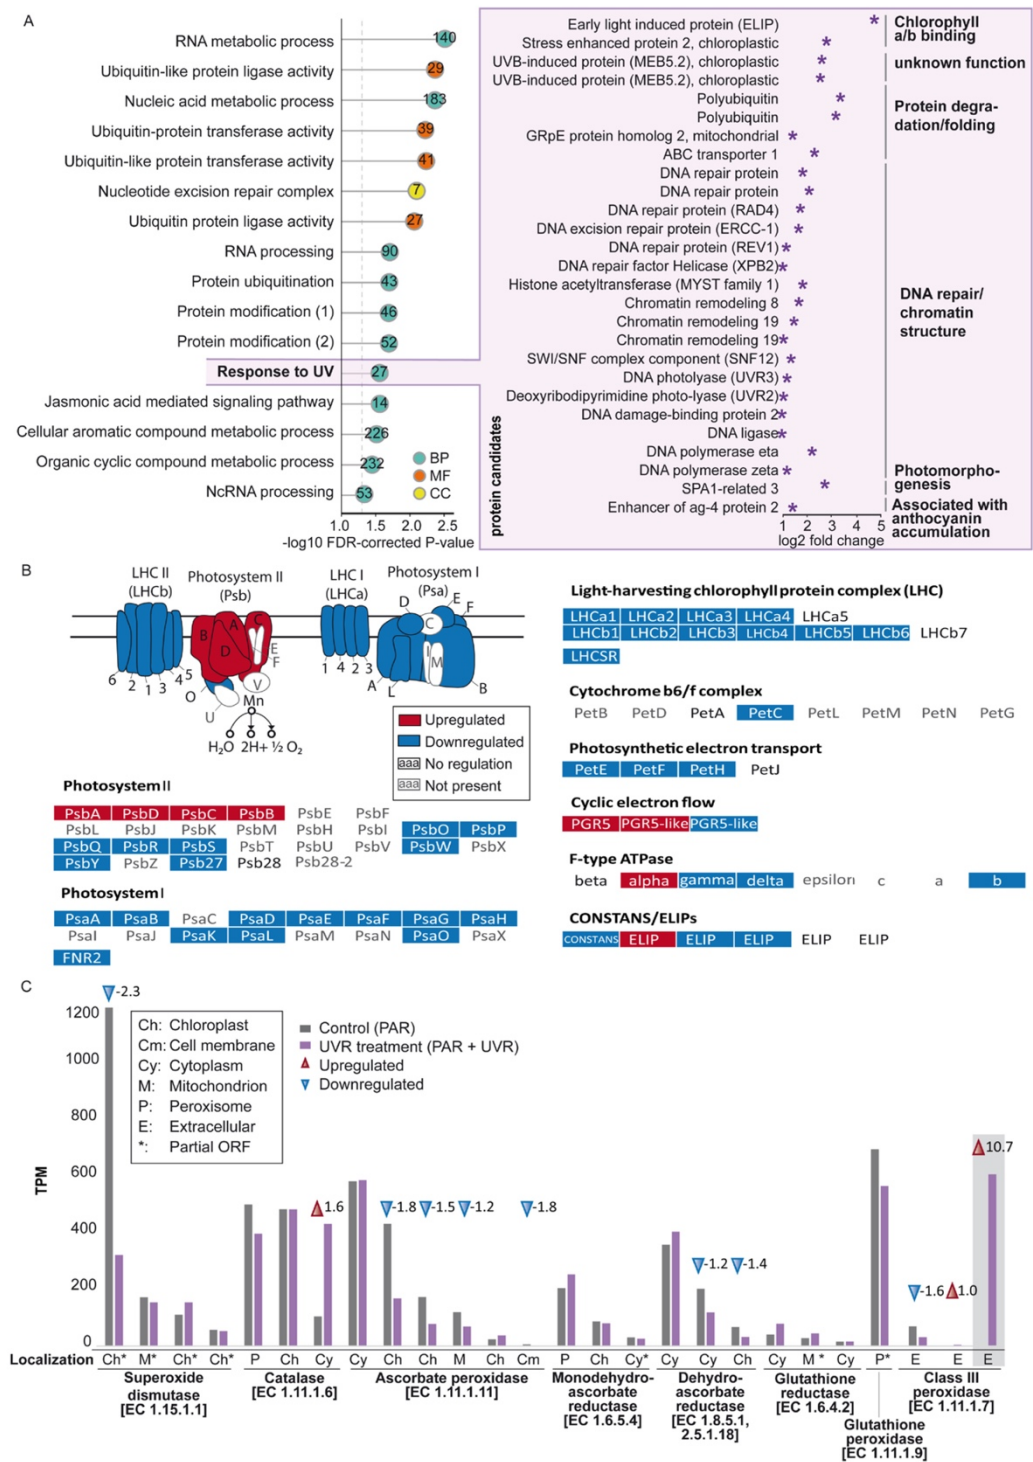 A
RNA metabolic process
140
Ubiquitin-like protein ligase activity
29
Nucleic acid metabolic process
183
Ubiquitin-protein transferase activity
39
Ubiquitin-like protein transferase activity
41
Nucleotide excision repair complex
7
Ubiquitin protein ligase activity
27
RNA processing
90
Protein ubiquitination
43
Protein modification (1)
46
Protein modification (2)
52
Response to UV
27
Jasmonic acid mediated signaling pathway
14
Cellular aromatic compound metabolic process
226
Organic cyclic compound metabolic process
232
NcRNA processing
53
BP
MF
CC
1.0 1.5 2.0 2.5
-log10 FDR-corrected P-value
protein candidates
Early light induced protein (ELIP) *
Stress enhanced protein 2, chloroplastic *
UVB-induced protein (MEB5.2), chloroplastic *
UVB-induced protein (MEB5.2), chloroplastic *
Polyubiquitin *
Polyubiquitin *
GRpE protein homolog 2, mitochondrial *
ABC transporter 1 *
DNA repair protein *
DNA repair protein *
DNA repair protein (RAD4) *
DNA excision repair protein (ERCC-1) *
DNA repair protein (REV1) *
DNA repair factor Helicase (XPB2) *
Histone acetyltransferase (MYST family 1) *
Chromatin remodeling 8 *
Chromatin remodeling 19 *
Chromatin remodeling 19 *
SWI/SNF complex component (SNF12) *
DNA photolyase (UVR3) *
Deoxyribodipyrimidine photo-lyase (UVR2) *
DNA damage-binding protein 2 *
DNA ligase *
DNA polymerase eta *
DNA polymerase zeta *
SPA1-related 3 *
Enhancer of ag-4 protein 2 *
1 2 3 4 5
log2 fold change
Chlorophyll
a/b binding
unknown function
Protein degra-
dation/folding
DNA repair/
chromatin
structure
Photomorpho-
genesis
Associated with
anthocyanin
accumulation
B
LHC II
(LHCb)
Photosystem II
(Psb)
LHC I
(LHCa)
Photosystem I
(Psa)
6 2 1 3 4 5
B A C D E F
O U V
Mn
H₂O 2H+ ½ O₂
1 4 2 3
D E F C I M A L B
Upregulated
Downregulated
aaa No regulation
aaa Not present
Photosystem II
PsbA PsbD PsbC PsbB PsbE PsbF
PsbL PsbJ PsbK PsbM PsbH PsbI PsbO PsbP
PsbQ PsbR PsbS PsbT PsbU PsbV PsbW PsbX
PsbY PsbZ Psb27 Psb28 Psb28-2
Photosystem I
PsaA PsaB PsaC PsaD PsaE PsaF PsaG PsaH
PsaI PsaJ PsaK PsaL PsaM PsaN PsaO PsaX
FNR2
Light-harvesting chlorophyll protein complex (LHC)
LHCa1 LHCa2 LHCa3 LHCa4 LHCa5
LHCb1 LHCb2 LHCb3 LHCb4 LHCb5 LHCb6 LHCb7
LHCSR
Cytochrome b6/f complex
PetB PetD PetA PetC PetL PetM PetN PetG
Photosynthetic electron transport
PetE PetF PetH PetJ
Cyclic electron flow
PGR5 PGR5-like PGR5-like
F-type ATPase
beta alpha gamma delta epsilon c a b
CONSTANS/ELIPs
CONSTANS ELIP ELIP ELIP ELIP ELIP
C
TPM
1200
1000
800
600
400
200
0
Ch: Chloroplast
Cm: Cell membrane
Cy: Cytoplasm
M: Mitochondrion
P: Peroxisome
E: Extracellular
*: Partial ORF
Control (PAR)
UVR treatment (PAR + UVR)
Upregulated
Downregulated
-2.3
1.6
-1.8
-1.5
-1.2
-1.8
-1.2
-1.4
-1.6
1.0
10.7
Localization Ch* M* Ch* Ch* P Ch Cy Cy Ch Ch M Ch Cm P Ch Cy* Cy Cy Ch Cy M * Cy P* E E E
Superoxide
dismutase
[EC 1.15.1.1]
Catalase
[EC 1.11.1.6]
Ascorbate peroxidase
[EC 1.11.1.11]
Monodehydro-
ascorbate
reductase
[EC 1.6.5.4]
Dehydro-
ascorbate
reductase
[EC 1.8.5.1,
2.5.1.18]
Glutathione
reductase
[EC 1.6.4.2]
Glutathione
peroxidase
[EC 1.11.1.9]
Class III
peroxidase
[EC 1.11.1.7]